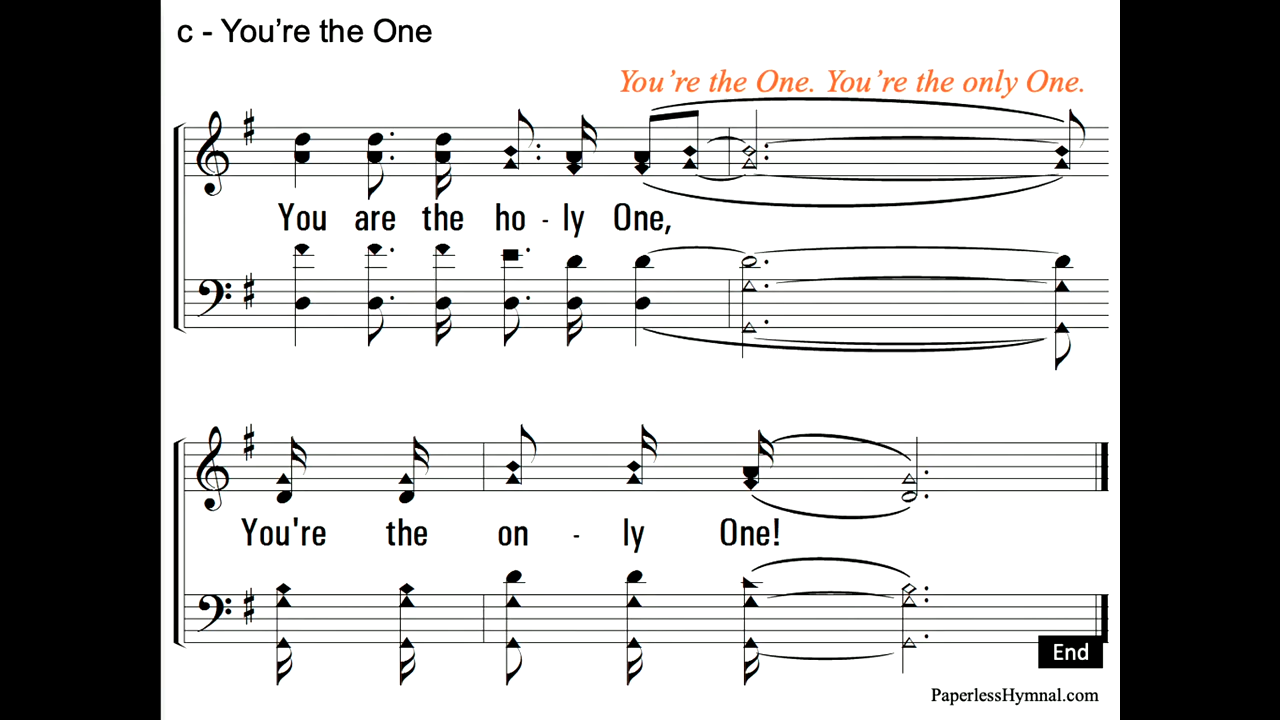 c - You’re the One
You’re the One. You’re the only One.
You are the ho - ly One,
You're the on - ly One!
End
PaperlessHymnal.com